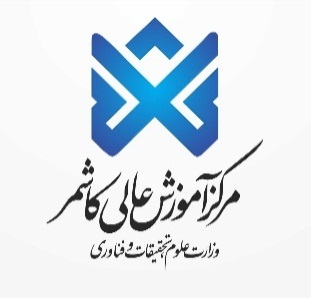 مرکز آموزش عالی کاشمر
وزارت علوم تحقیقات و فناوری